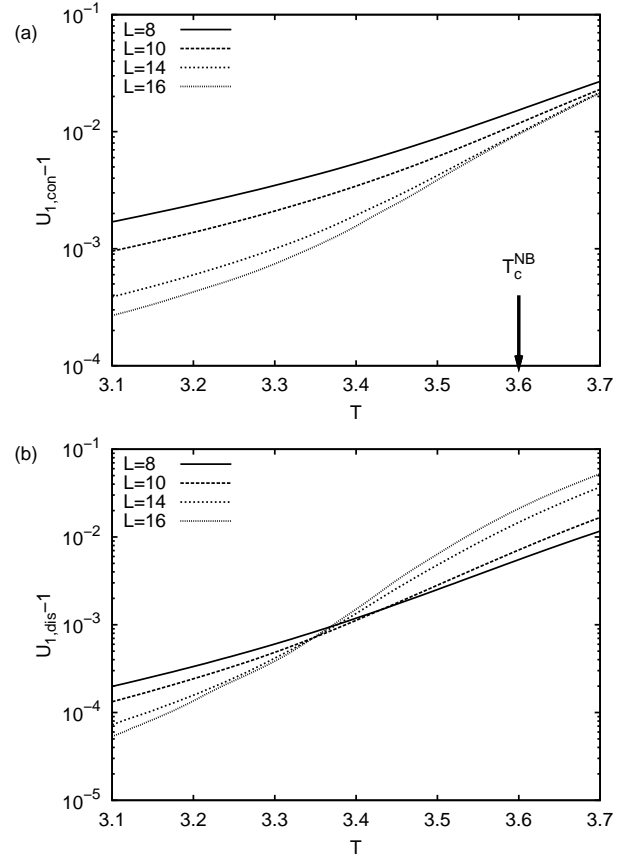 (a)
10⁻¹
10⁻²
10⁻³
10⁻⁴
U₁,con−1
L=8
L=10
L=14
L=16
T_c^NB
3.1 3.2 3.3 3.4 3.5 3.6 3.7
T
(b)
10⁻¹
10⁻²
10⁻³
10⁻⁴
10⁻⁵
U₁,dis−1
L=8
L=10
L=14
L=16
3.1 3.2 3.3 3.4 3.5 3.6 3.7
T